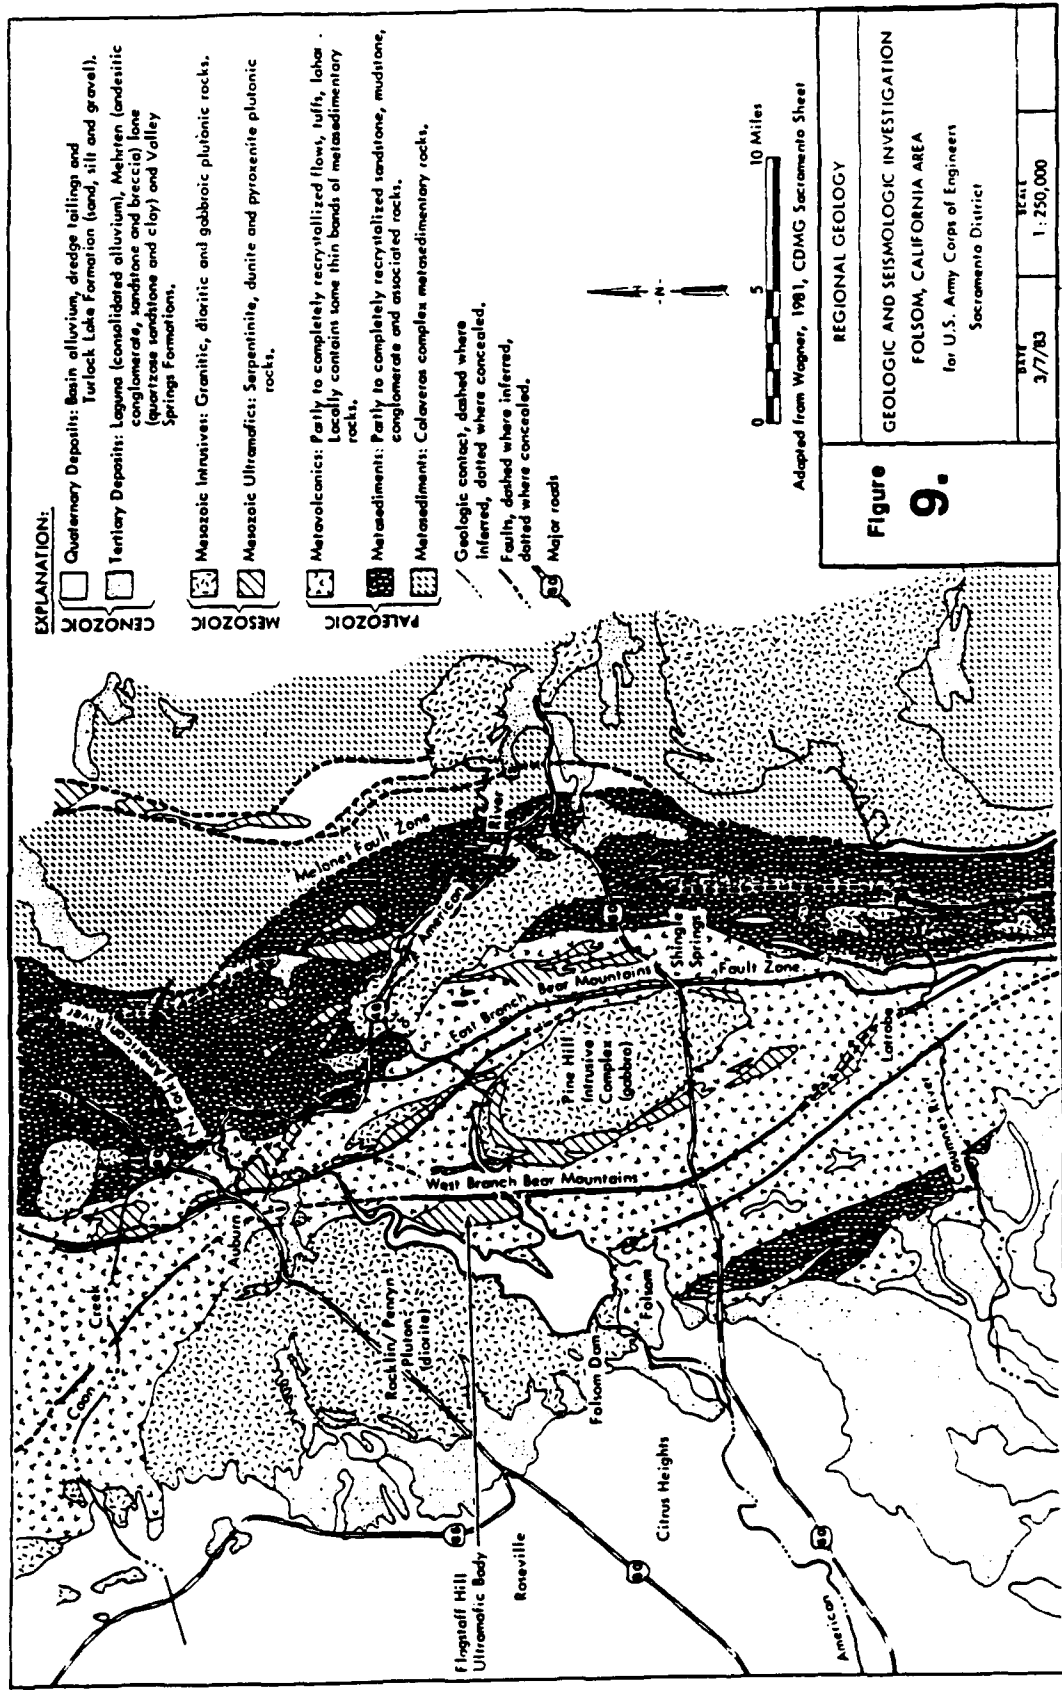 EXPLANATION:
CENOZOIC
Quaternary Deposits: Basin alluvium, dredge tailings and
Turlock Lake Formation (sand, silt and gravel).
Tertiary Deposits: Laguna (consolidated alluvium), Mehrten (andesitic
conglomerate, sandstone and breccia) Ione
(quartzose sandstone and clay) and Valley
Springs Formations.
MESOZOIC
Mesozoic Intrusives: Granitic, dioritic and gabbroic plutonic rocks.
Mesozoic Ultramafics: Serpentinite, dunite and pyroxenite plutonic
rocks.
PALEOZOIC
Metavolcanics: Partly to completely recrystallized flows, tuffs, lahar.
Locally contains some thin bands of metasedimentary
rocks.
Metasediments: Partly to completely recrystallized sandstone, mudstone,
conglomerate and associated rocks.
Metasediments: Calaveras complex metasedimentary rocks.
Geologic contact, dashed where
inferred, dotted where concealed.
Faults, dashed where inferred,
dotted where concealed.
80 Major roads
-N-
0 5 10 Miles
Adapted from Wagner, 1981, CDMG Sacramento Sheet
Figure
9.
REGIONAL GEOLOGY
GEOLOGIC AND SEISMOLOGIC INVESTIGATION
FOLSOM, CALIFORNIA AREA
for U.S. Army Corps of Engineers
Sacramento District
DATE
3/7/83
SCALE
1:250,000
Coon
Creek
Auburn
N Fork American River
Melones Fault Zone
Rocklin/ Penryn
Pluton
(diorite)
S Fork
American
River
Flagstaff Hill
Ultramafic Body
Roseville
West Branch Bear Mountains
East Branch Bear Mountains
Fault Zone
Pine Hill
Intrusive
Complex
(gabbro)
Shingle
Springs
Folsom Dam
Folsom
Citrus Heights
Latrobe
Cosumnes River
American
80